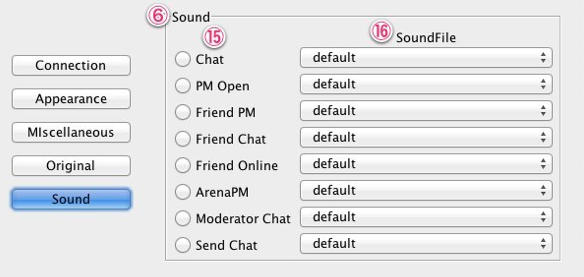 ⑥ Sound
⑮ ⑯ SoundFile
Connection
Appearance
MIscellaneous
Original
Sound
Chat default
PM Open default
Friend PM default
Friend Chat default
Friend Online default
ArenaPM default
Moderator Chat default
Send Chat default